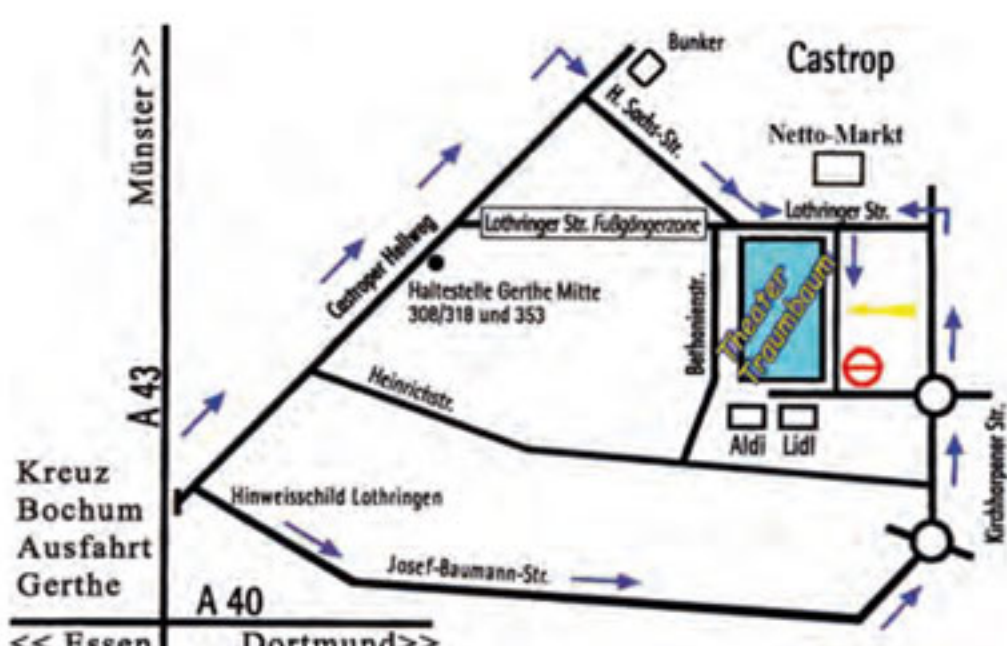 Münster >>
A 43
Kreuz
Bochum
Ausfahrt
Gerthe
A 40
<< Essen
Dortmund>>
Castroper Hellweg
Bunker
Castrop
H. Sachs-Str.
Netto-Markt
Lothringer Str.
Lothringer Str. Fußgöngerzone
Haltestelle Gerthe Mitte
308/318 und 353
Bethanienstr.
Theater
Traumbaum
Heinrichstr.
Aldi
Lidl
Kirchharpener Str.
Hinweisschild Lothringen
Josef-Baumann-Str.